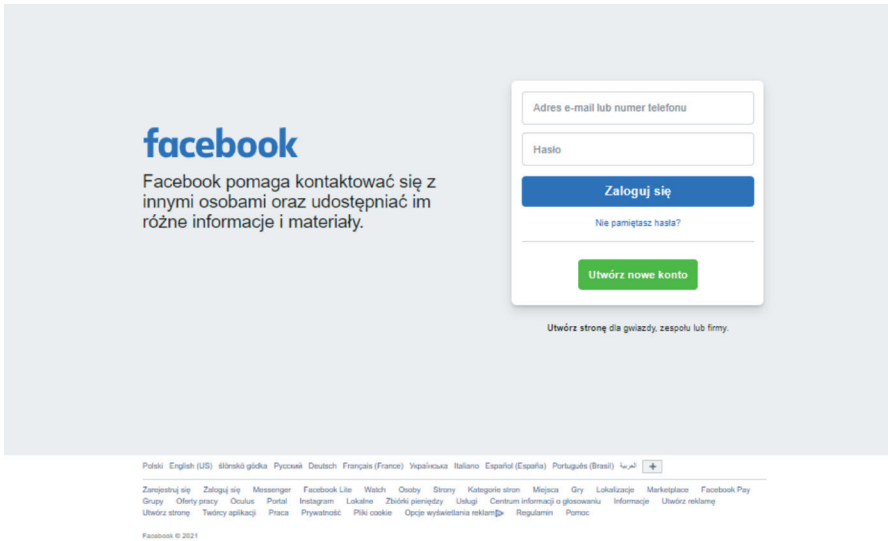 facebook
Facebook pomaga kontaktować się z
innymi osobami oraz udostępniać im
różne informacje i materiały.
Adres e-mail lub numer telefonu
Hasło
Zaloguj się
Nie pamiętasz hasła?
Utwórz nowe konto
Utwórz stronę dla gwiazdy, zespołu lub firmy.
Polski English (US) ślōnskŏ gŏdka Русский Deutsch Français (France) Українська Italiano Español (España) Português (Brasil) العربية +
Zarejestruj się Zaloguj się Messenger Facebook Lite Watch Osoby Strony Kategorie stron Miejsca Gry Lokalizacje Marketplace Facebook Pay
Grupy Oferty pracy Oculus Portal Instagram Lokalne Zbiórki pieniędzy Usługi Centrum informacji o głosowaniu Informacje Utwórz reklamę
Utwórz stronę Twórcy aplikacji Praca Prywatność Pliki cookie Opcje wyświetlania reklam Regulamin Pomoc
Facebook © 2021